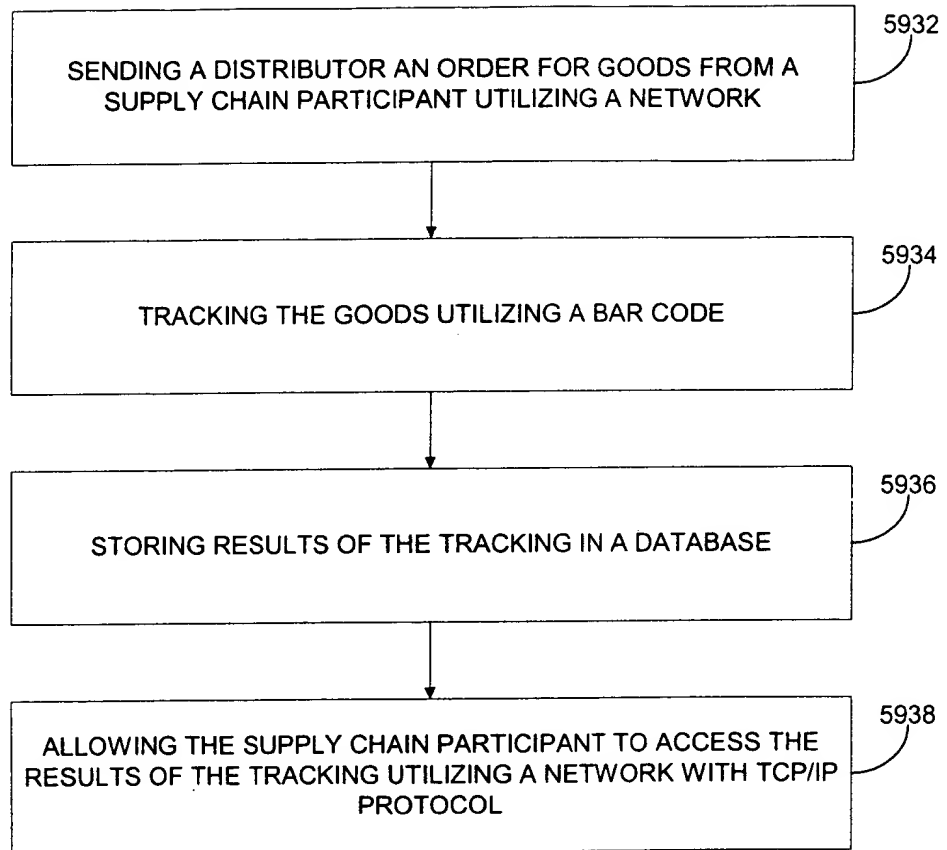 5932
SENDING A DISTRIBUTOR AN ORDER FOR GOODS FROM A
SUPPLY CHAIN PARTICIPANT UTILIZING A NETWORK
5934
TRACKING THE GOODS UTILIZING A BAR CODE
5936
STORING RESULTS OF THE TRACKING IN A DATABASE
5938
ALLOWING THE SUPPLY CHAIN PARTICIPANT TO ACCESS THE
RESULTS OF THE TRACKING UTILIZING A NETWORK WITH TCP/IP
PROTOCOL